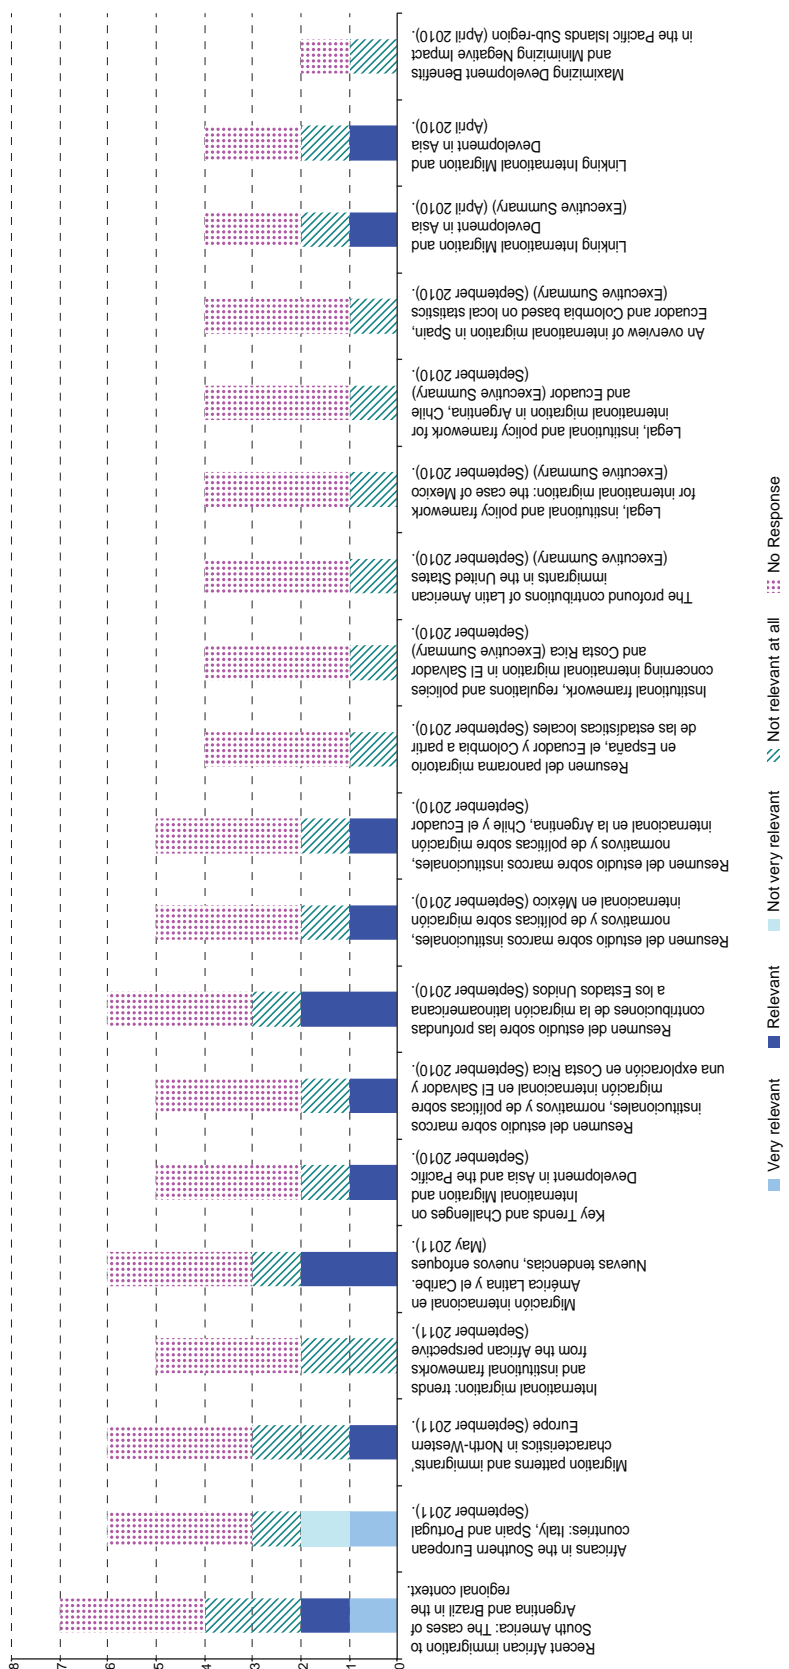 8
7
6
5
4
3
2
1
0
Recent African immigration to
South America: The cases of
Argentina and Brazil in the
regional context.
Africans in the Southern European
countries: Italy, Spain and Portugal
(September 2011).
Migration patterns and immigrants'
characteristics in North-Western
Europe (September 2011).
International migration: trends
and institutional frameworks
from the African perspective
(September 2011).
Migración internacional en
América Latina y el Caribe.
Nuevas tendencias, nuevos enfoques
(May 2011).
Key Trends and Challenges on
International Migration and
Development in Asia and the Pacific
(September 2010).
Resumen del estudio sobre marcos
institucionales, normativos y de políticas sobre
migración internacional en El Salvador y
una exploración en Costa Rica (September 2010).
Resumen del estudio sobre las profundas
contribuciones de la migración latinoamericana
a los Estados Unidos (September 2010).
Resumen del estudio sobre marcos institucionales,
normativos y de políticas sobre migración
internacional en México (September 2010).
Resumen del estudio sobre marcos institucionales,
normativos y de políticas sobre migración
internacional en la Argentina, Chile y el Ecuador
(September 2010).
Resumen del panorama migratorio
en España, el Ecuador y Colombia a partir
de las estadísticas locales (September 2010).
Institutional framework, regulations and policies
concerning international migration in El Salvador
and Costa Rica (Executive Summary)
(September 2010).
The profound contributions of Latin American
immigrants in the United States
(Executive Summary) (September 2010).
Legal, institutional and policy framework
for international migration: the case of Mexico
(Executive Summary) (September 2010).
Legal, institutional and policy framework for
international migration in Argentina, Chile
and Ecuador (Executive Summary)
(September 2010).
An overview of international migration in Spain,
Ecuador and Colombia based on local statistics
(Executive Summary) (September 2010).
Linking International Migration and
Development in Asia
(Executive Summary) (April 2010).
Linking International Migration and
Development in Asia
(April 2010).
Maximizing Development Benefits
and Minimizing Negative Impact
in the Pacific Islands Sub-region (April 2010).
Very relevant
Relevant
Not very relevant
Not relevant at all
No Response